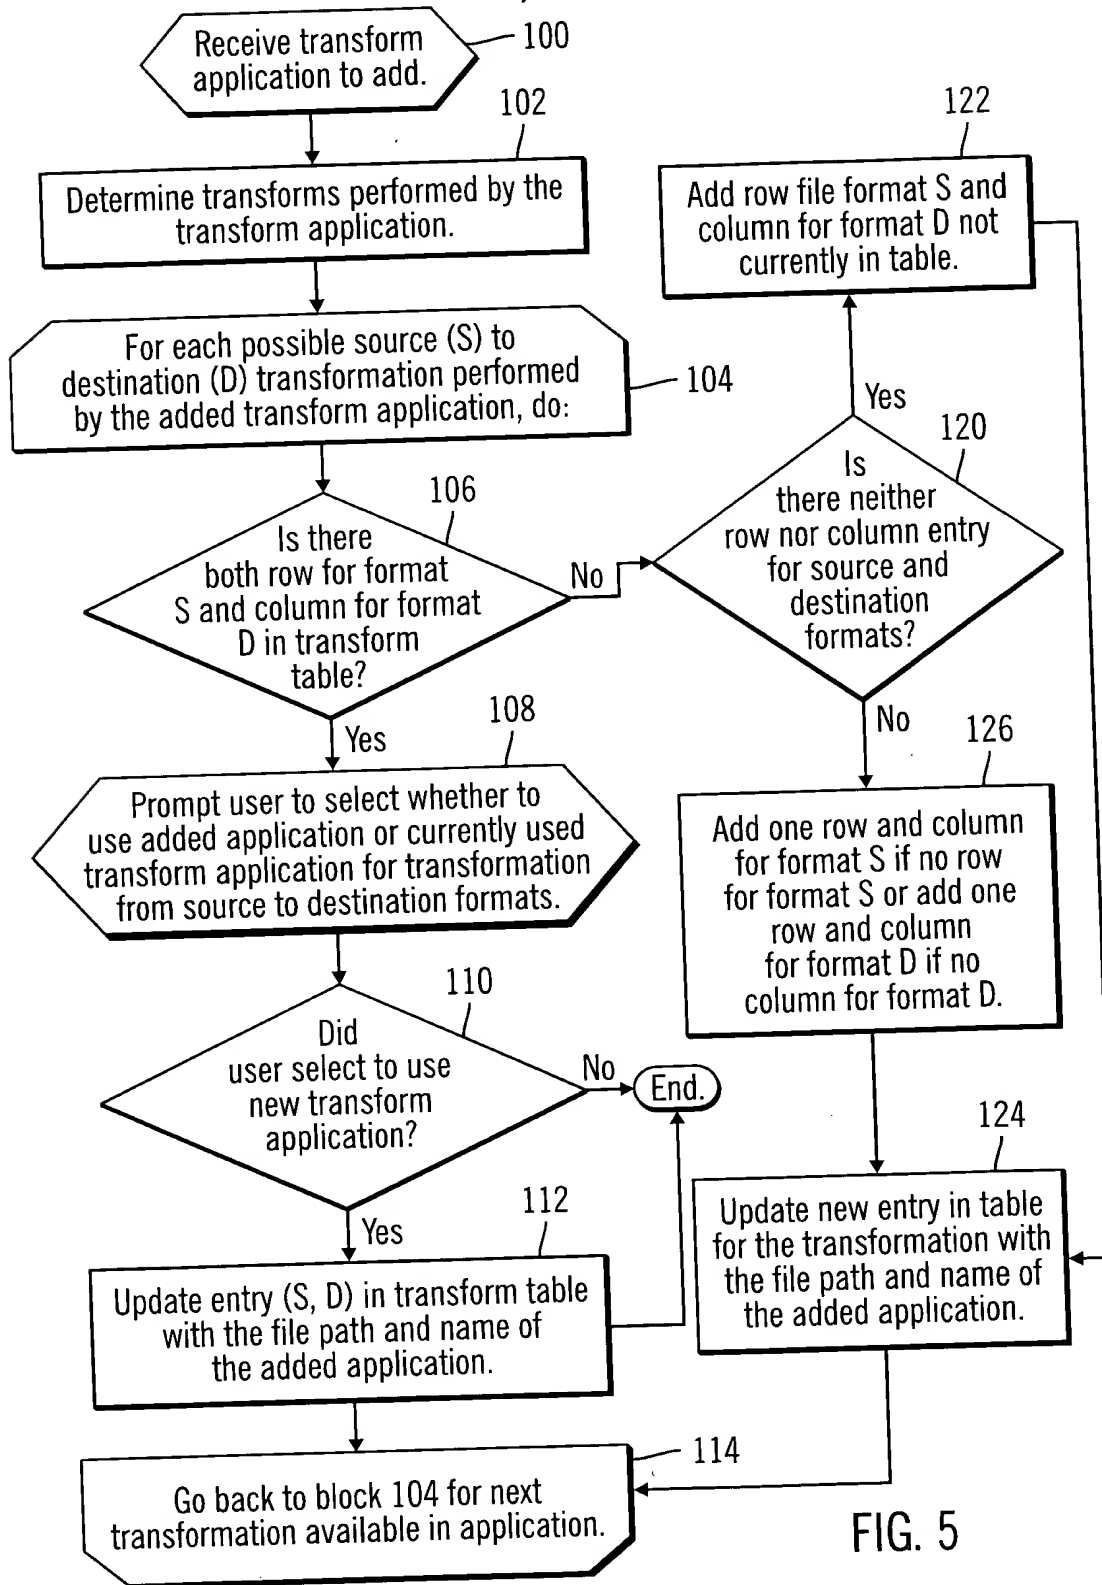 Receive transform
application to add.
100
102
Determine transforms performed by the
transform application.
For each possible source (S) to
destination (D) transformation performed
by the added transform application, do:
104
106
Is there
both row for format
S and column for format
D in transform
table?
No
Yes
108
Prompt user to select whether to
use added application or currently used
transform application for transformation
from source to destination formats.
110
Did
user select to use
new transform
application?
No
End.
Yes
112
Update entry (S, D) in transform table
with the file path and name of
the added application.
114
Go back to block 104 for next
transformation available in application.
122
Add row file format S and
column for format D not
currently in table.
Yes
120
Is
there neither
row nor column entry
for source and
destination
formats?
No
126
Add one row and column
for format S if no row
for format S or add one
row and column
for format D if no
column for format D.
124
Update new entry in table
for the transformation with
the file path and name of
the added application.
FIG. 5